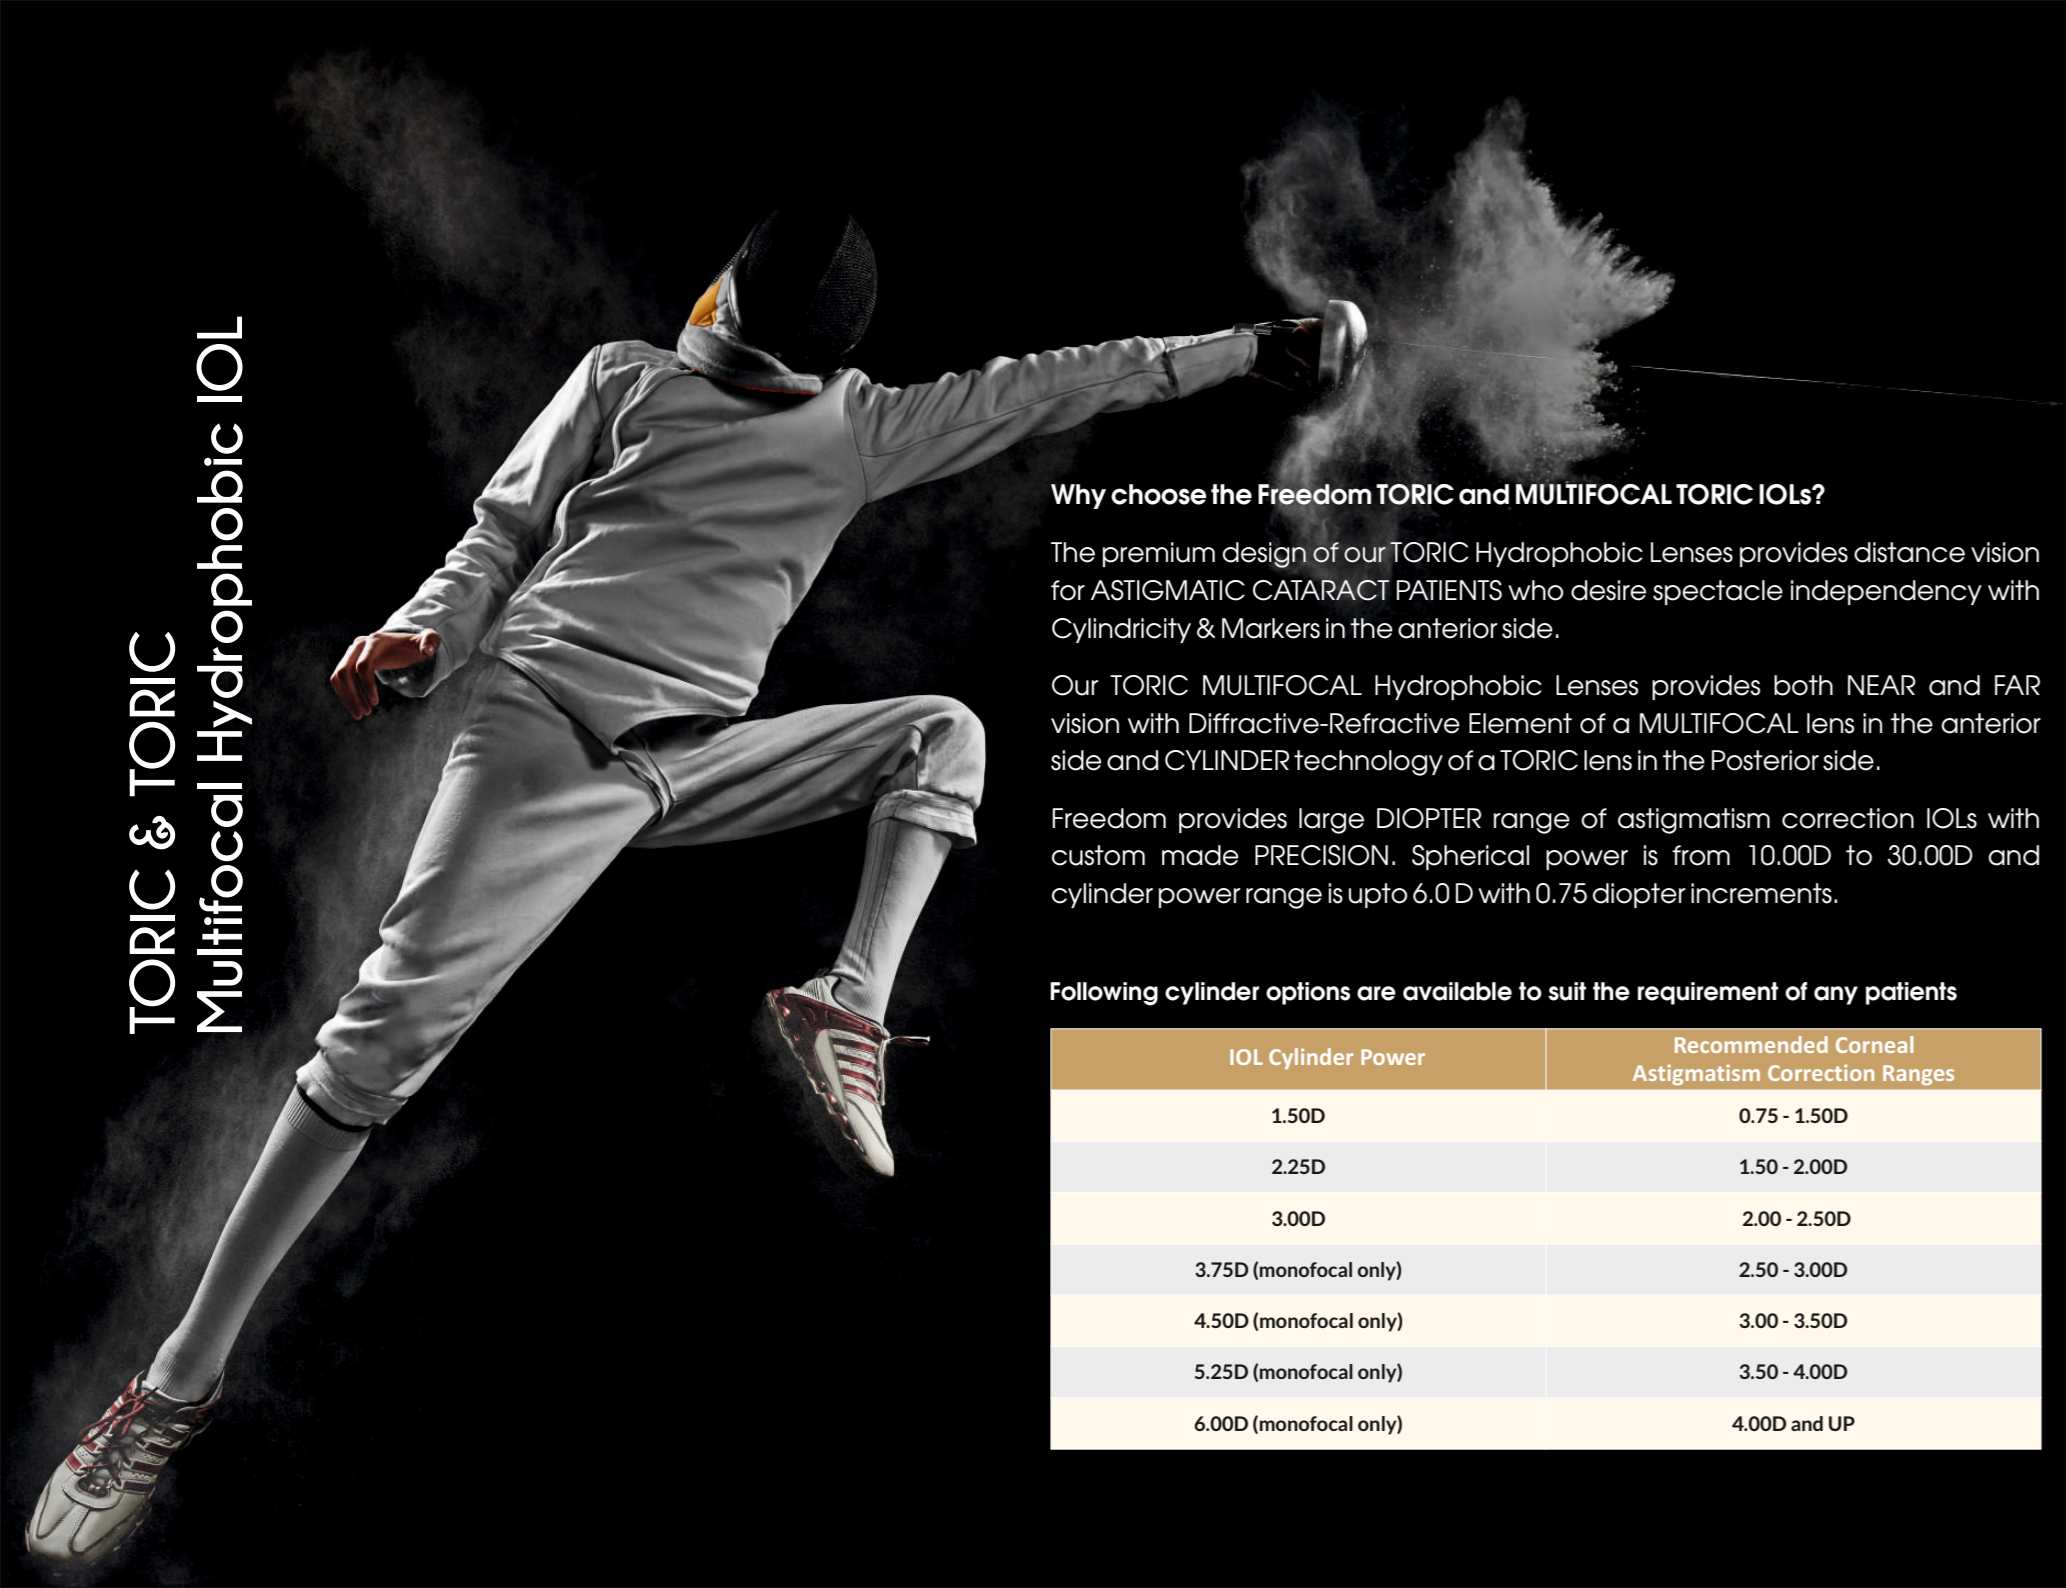 TORIC & TORIC
Multifocal Hydrophobic IOL
Why choose the Freedom TORIC and MULTIFOCAL TORIC IOLs?
The premium design of our TORIC Hydrophobic Lenses provides distance vision
for ASTIGMATIC CATARACT PATIENTS who desire spectacle independency with
Cylindricity & Markers in the anterior side.
Our TORIC MULTIFOCAL Hydrophobic Lenses provides both NEAR and FAR
vision with Diffractive-Refractive Element of a MULTIFOCAL lens in the anterior
side and CYLINDER technology of a TORIC lens in the Posterior side.
Freedom provides large DIOPTER range of astigmatism correction IOLs with
custom made PRECISION. Spherical power is from 10.00D to 30.00D and
cylinder power range is upto 6.0 D with 0.75 diopter increments.
Following cylinder options are available to suit the requirement of any patients
IOL Cylinder Power
Recommended Corneal
Astigmatism Correction Ranges
1.50D
0.75 - 1.50D
2.25D
1.50 - 2.00D
3.00D
2.00 - 2.50D
3.75D (monofocal only)
2.50 - 3.00D
4.50D (monofocal only)
3.00 - 3.50D
5.25D (monofocal only)
3.50 - 4.00D
6.00D (monofocal only)
4.00D and UP